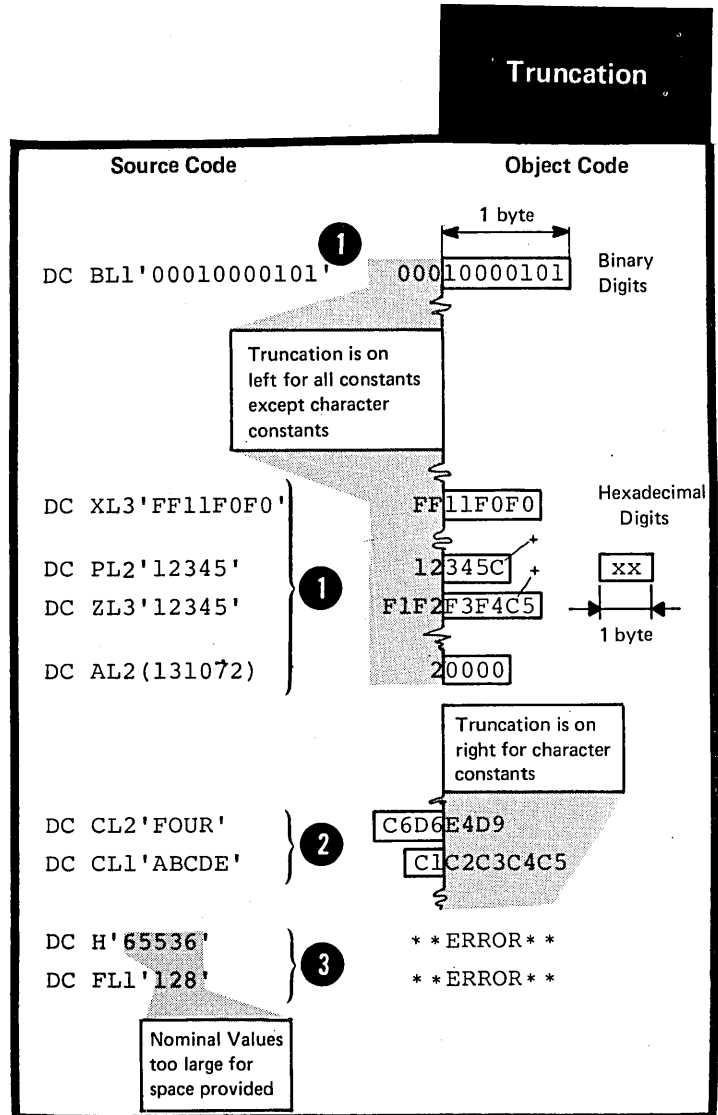 Truncation
Source Code Object Code
1 byte
1
DC BL1'00010000101' 00010000101 Binary
Digits
Truncation is on
left for all constants
except character
constants
DC XL3'FF11F0F0' FF11F0F0 Hexadecimal
Digits
+
DC PL2'12345' 12345C xx
+
DC ZL3'12345' F1F2F3F4C5
1
1 byte
DC AL2(131072) 20000
Truncation is on
right for character
constants
DC CL2'FOUR' C6D6E4D9
2
DC CL1'ABCDE' C1C2C3C4C5
DC H'65536' **ERROR**
3
DC FL1'128' **ERROR**
Nominal Values
too large for
space provided